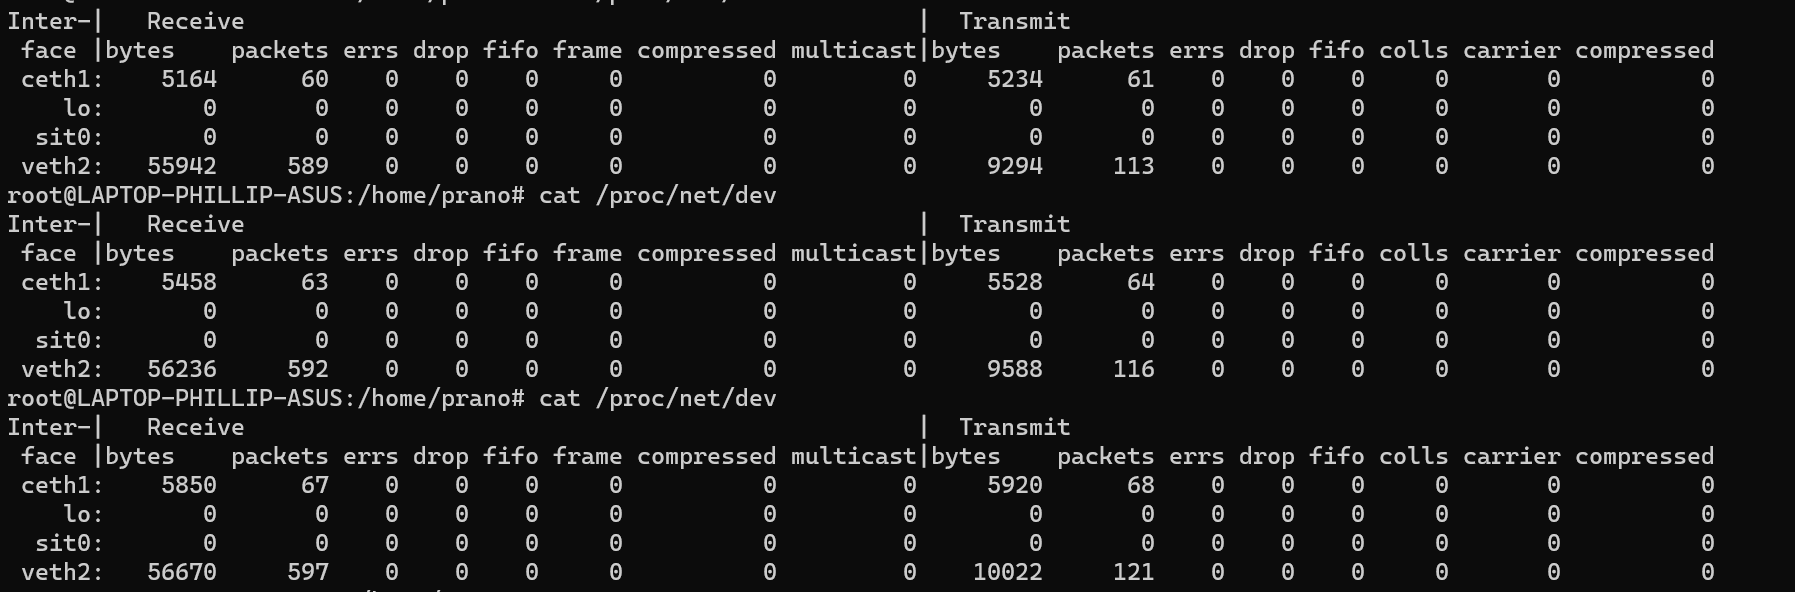 Inter-|   Receive                                                |  Transmit
 face |bytes    packets errs drop fifo frame compressed multicast|bytes    packets errs drop fifo colls carrier compressed
 ceth1:    5164      60    0    0    0     0          0         0     5234      61    0    0    0     0       0          0
    lo:       0       0    0    0    0     0          0         0        0       0    0    0    0     0       0          0
  sit0:       0       0    0    0    0     0          0         0        0       0    0    0    0     0       0          0
 veth2:   55942     589    0    0    0     0          0         0     9294     113    0    0    0     0       0          0
root@LAPTOP-PHILLIP-ASUS:/home/prano# cat /proc/net/dev
Inter-|   Receive                                                |  Transmit
 face |bytes    packets errs drop fifo frame compressed multicast|bytes    packets errs drop fifo colls carrier compressed
 ceth1:    5458      63    0    0    0     0          0         0     5528      64    0    0    0     0       0          0
    lo:       0       0    0    0    0     0          0         0        0       0    0    0    0     0       0          0
  sit0:       0       0    0    0    0     0          0         0        0       0    0    0    0     0       0          0
 veth2:   56236     592    0    0    0     0          0         0     9588     116    0    0    0     0       0          0
root@LAPTOP-PHILLIP-ASUS:/home/prano# cat /proc/net/dev
Inter-|   Receive                                                |  Transmit
 face |bytes    packets errs drop fifo frame compressed multicast|bytes    packets errs drop fifo colls carrier compressed
 ceth1:    5850      67    0    0    0     0          0         0     5920      68    0    0    0     0       0          0
    lo:       0       0    0    0    0     0          0         0        0       0    0    0    0     0       0          0
  sit0:       0       0    0    0    0     0          0         0        0       0    0    0    0     0       0          0
 veth2:   56670     597    0    0    0     0          0         0    10022     121    0    0    0     0       0          0